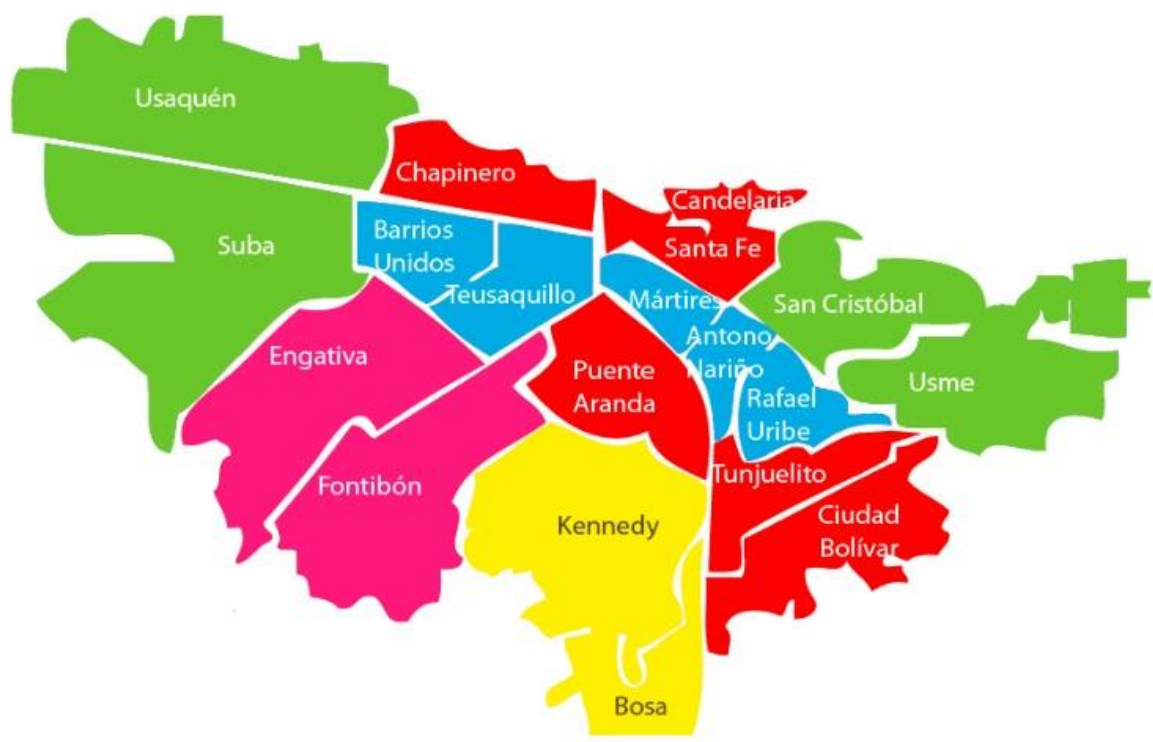 Usaquén
Chapinero
Candelaria
Santa Fe
Suba
Barrios
Unidos
Teusaquillo
Mártires
San Cristóbal
Antono
Nariño
Engativa
Puente
Aranda
Usme
Rafael
Uribe
Fontibón
Tunjuelito
Kennedy
Ciudad
Bolívar
Bosa